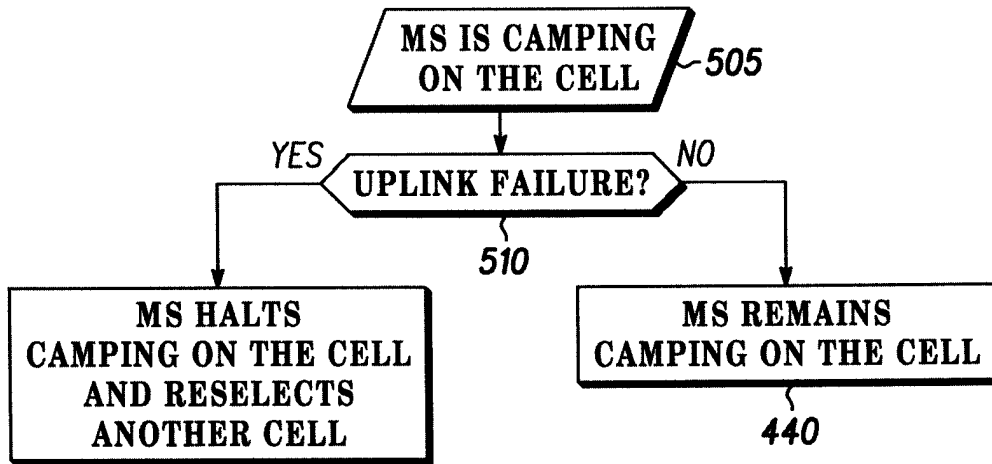 MS IS CAMPING
ON THE CELL
505
YES
NO
UPLINK FAILURE?
510
MS HALTS
CAMPING ON THE CELL
AND RESELECTS
ANOTHER CELL
MS REMAINS
CAMPING ON THE CELL
440